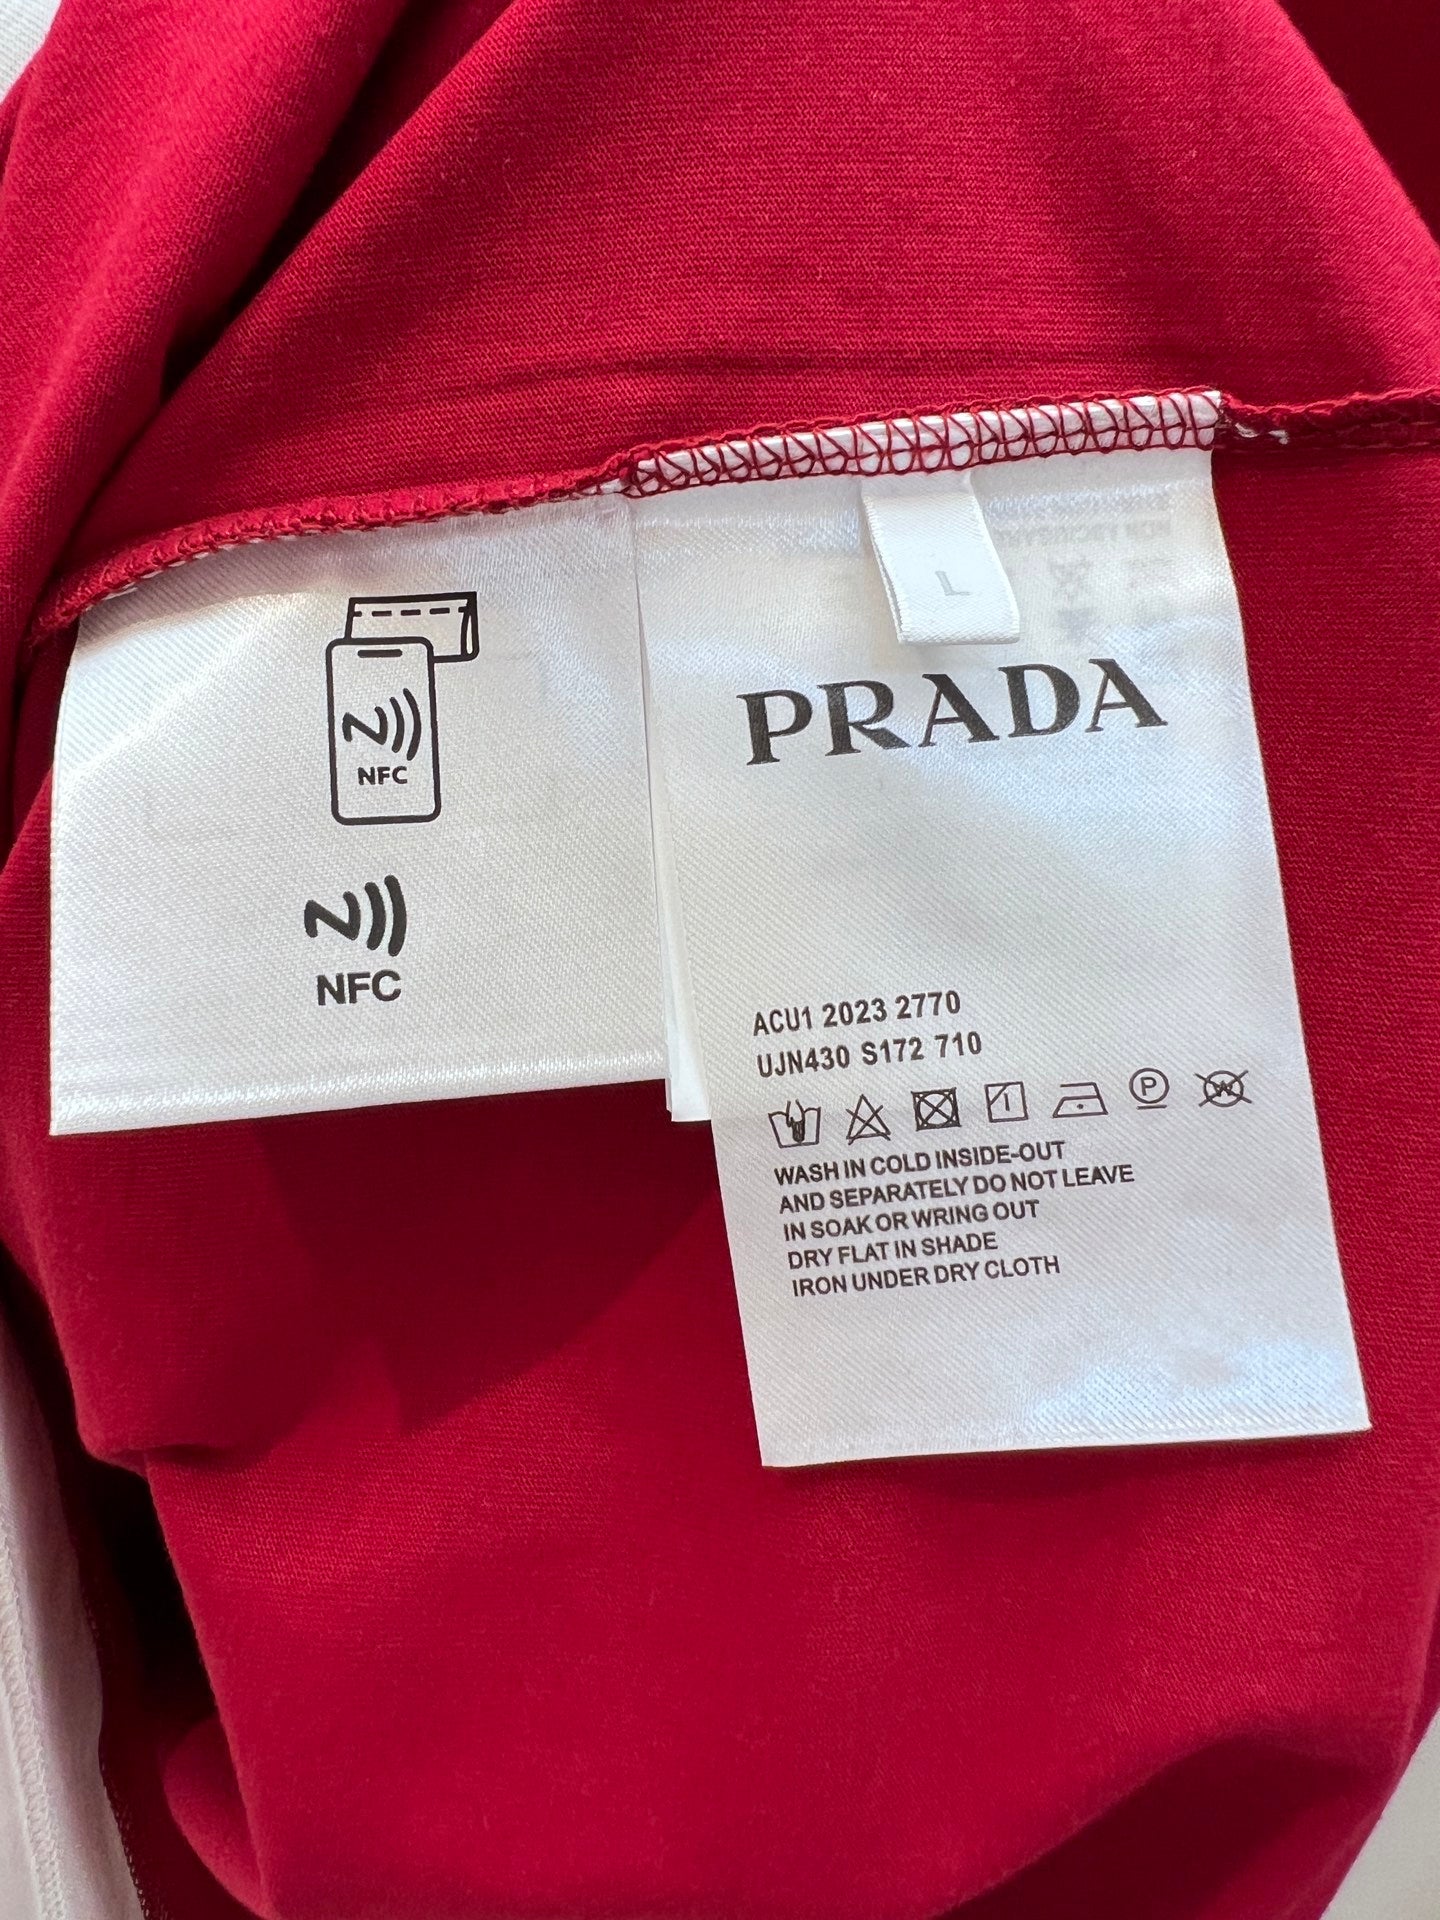 NFC
NFC
L
PRADA
ACU1 2023 2770
UJN430 S172 710
P
W
WASH IN COLD INSIDE-OUT
AND SEPARATELY DO NOT LEAVE
IN SOAK OR WRING OUT
DRY FLAT IN SHADE
IRON UNDER DRY CLOTH